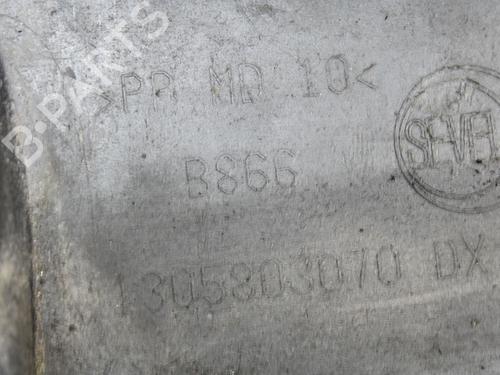 B-PARTS
>PP MD 10<
SEVEL
B866
1305803070 DX